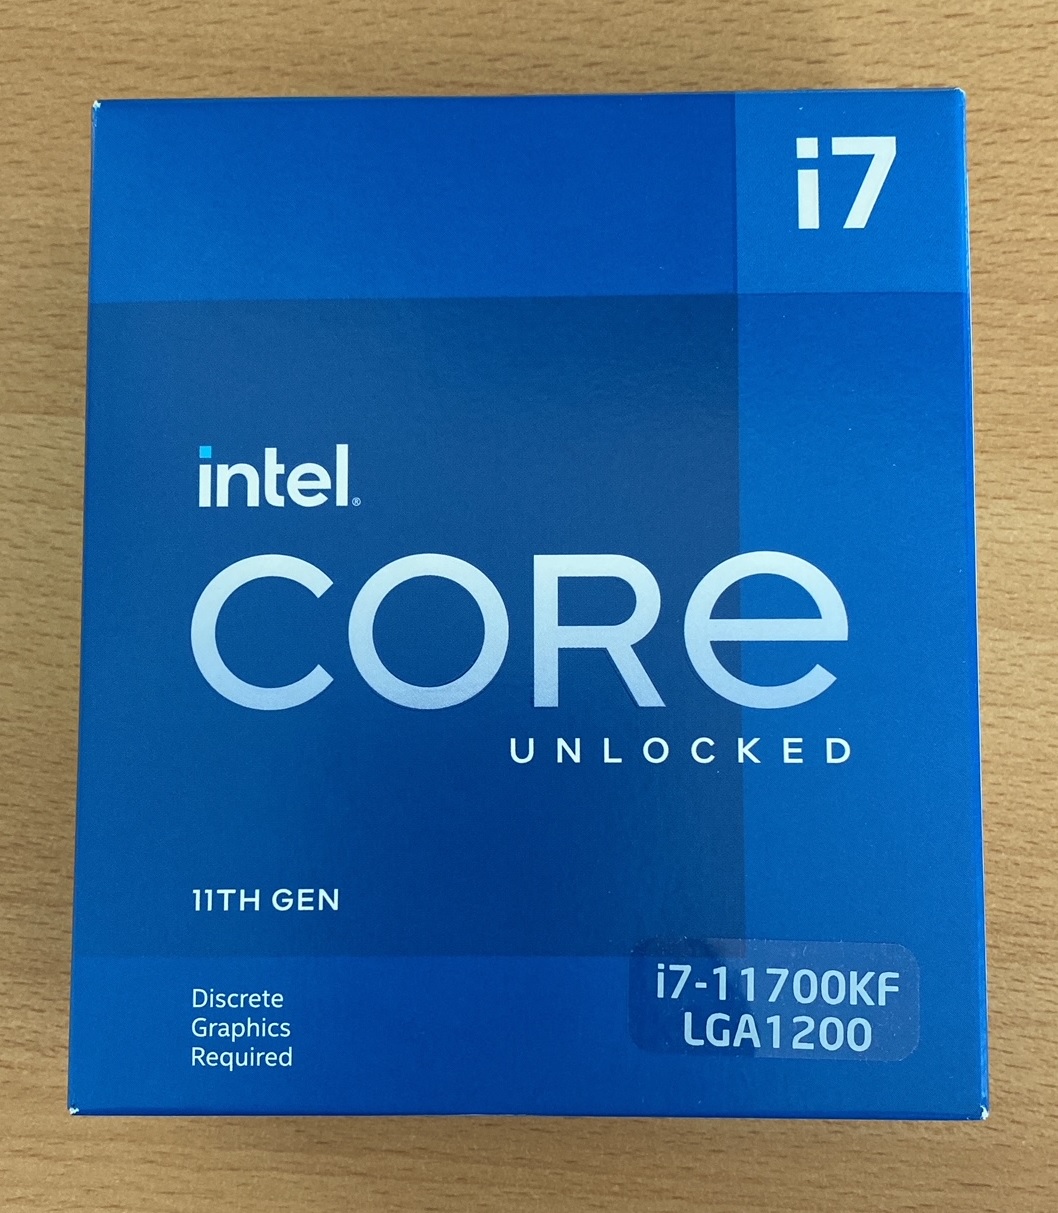 i7
intel®
CORe
UNLOCKED
11TH GEN
Discrete
Graphics
Required
i7-11700KF
LGA1200